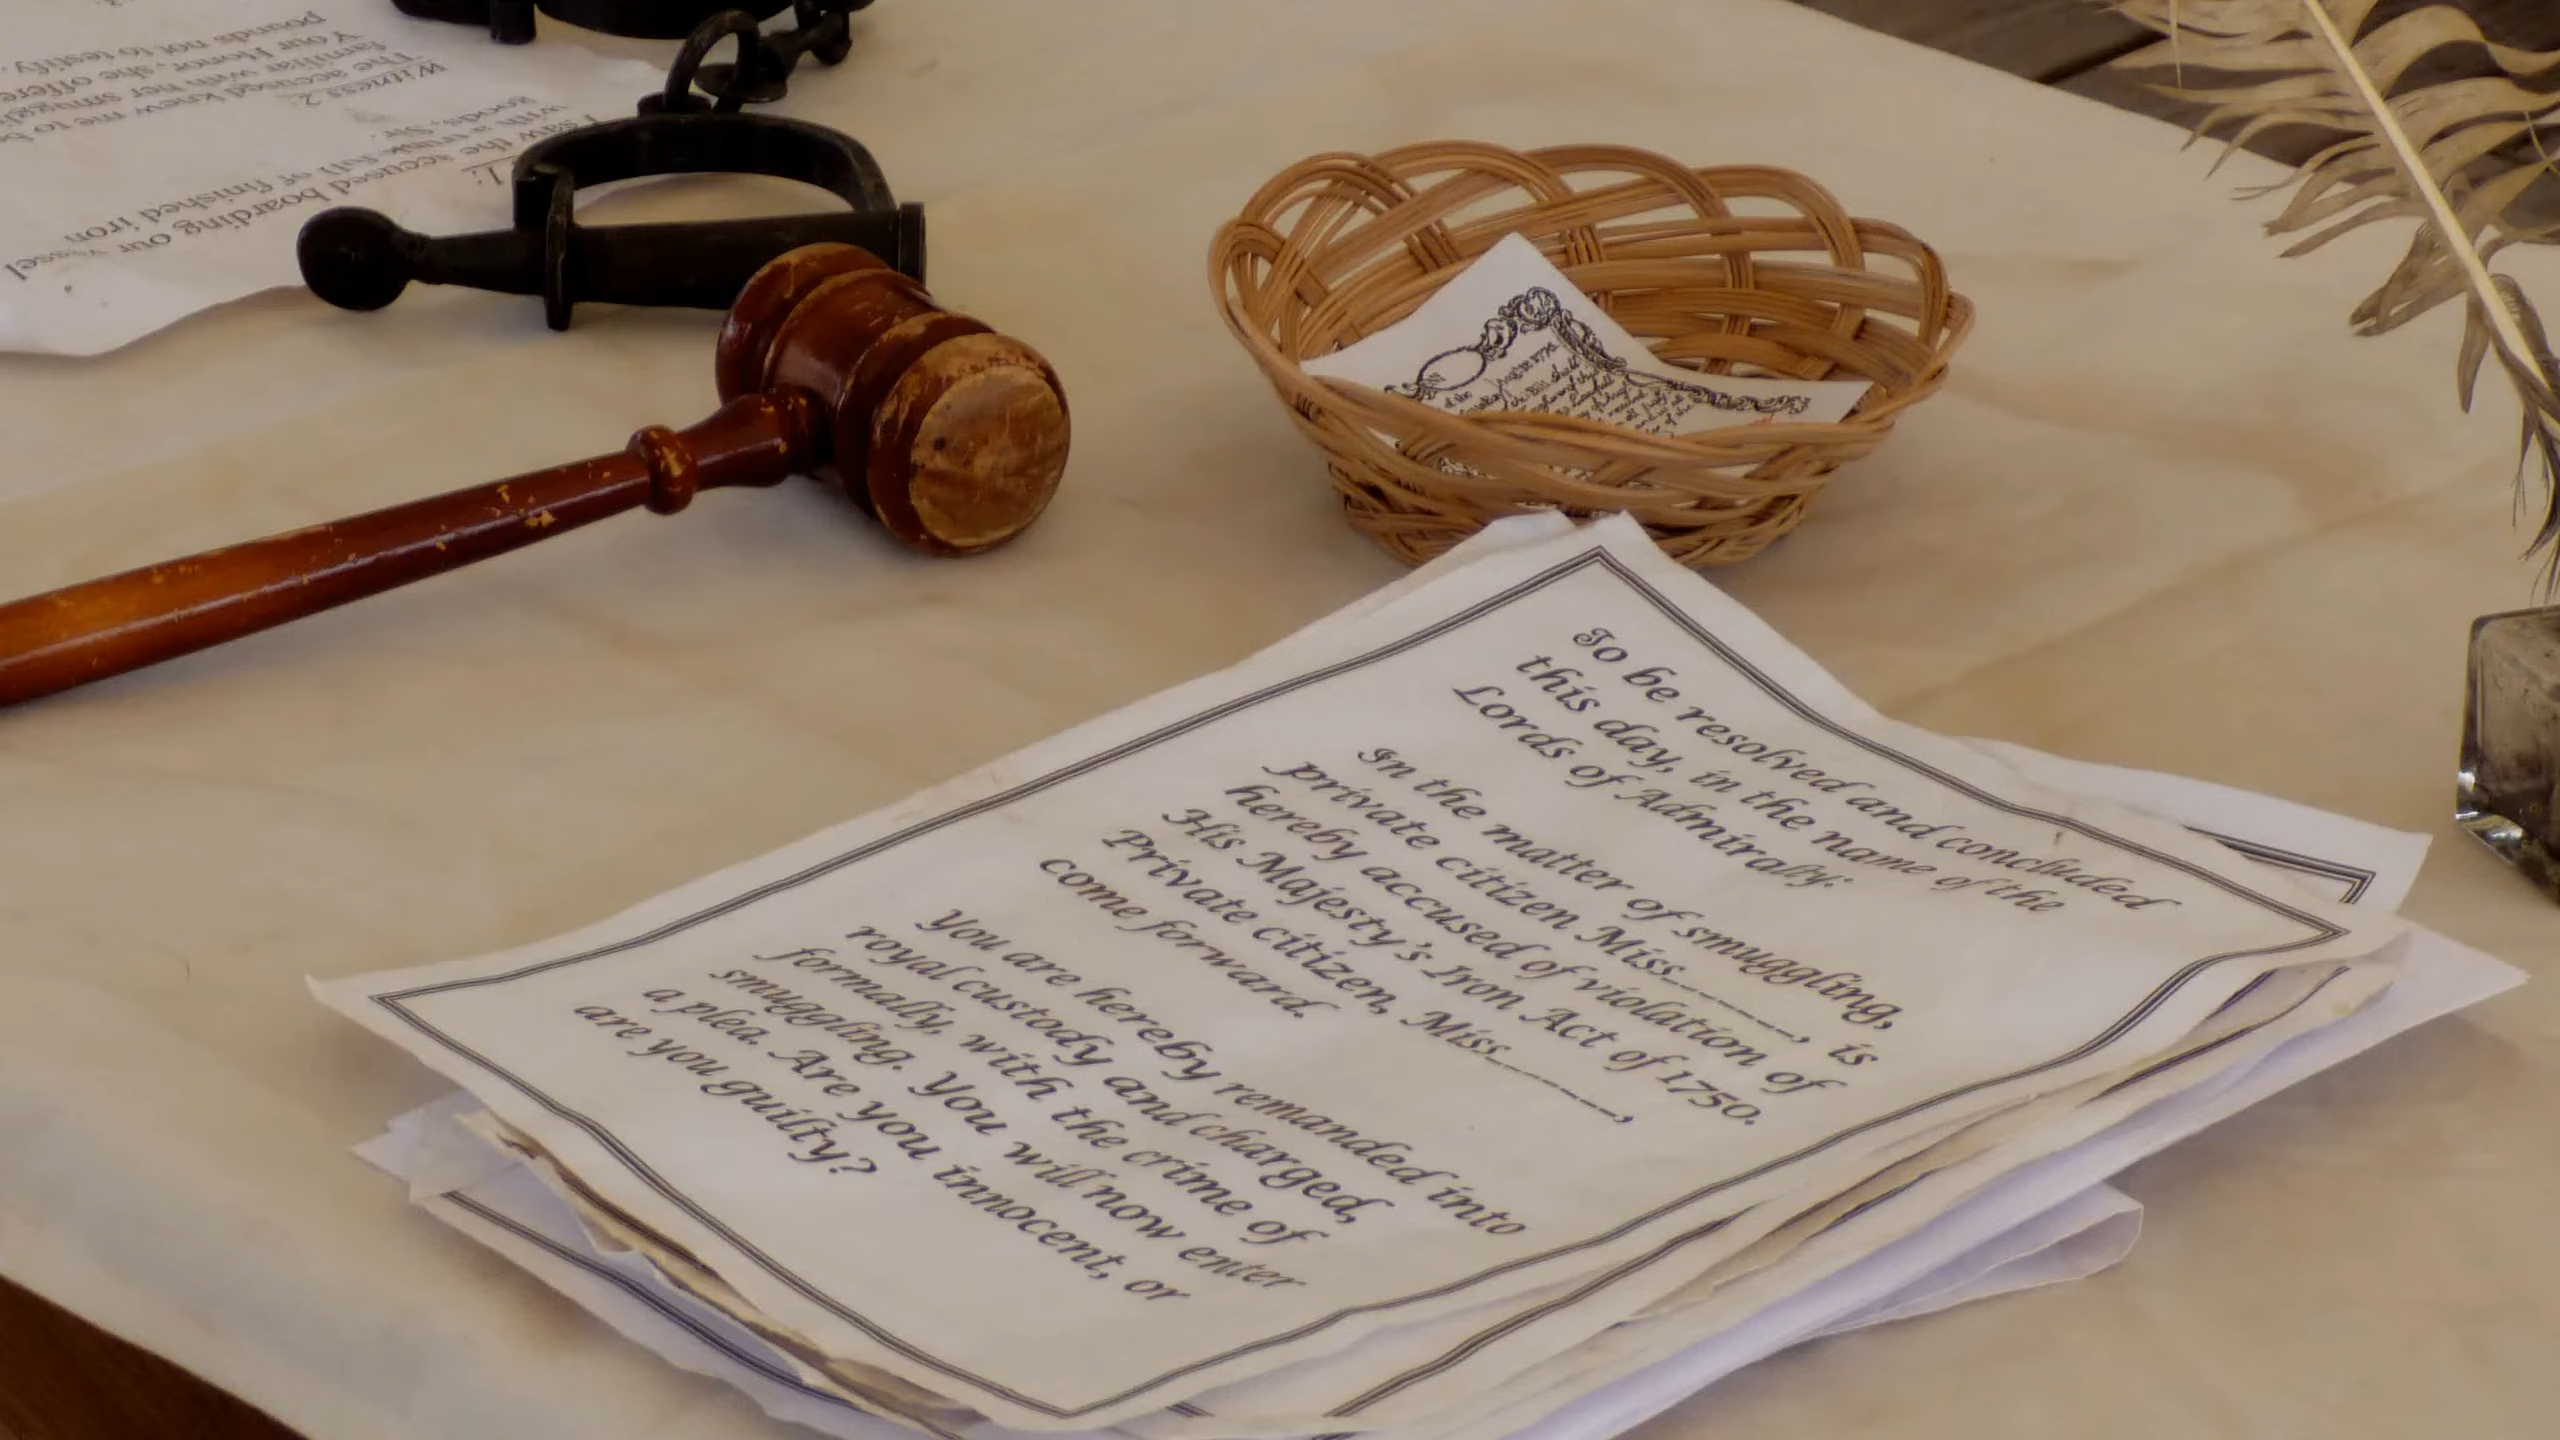 To be resolved and concluded
this day, in the name of the
Lords of Admiralty:
In the matter of smuggling,
private citizen Miss__________, is
hereby accused of violation of
His Majesty's Iron Act of 1750.
Private citizen, Miss__________,
come forward.
You are hereby remanded into
royal custody and charged,
formally, with the crime of
smuggling. You will now enter
a plea. Are you innocent, or
are you guilty?
1:
I saw the accused boarding our vessel
with a trunk full of finished iron
goods, Sir.
Witness 2:
The accused knew me to b
familiar with her smuggli
Your Honor, she offere
pounds not to testify.